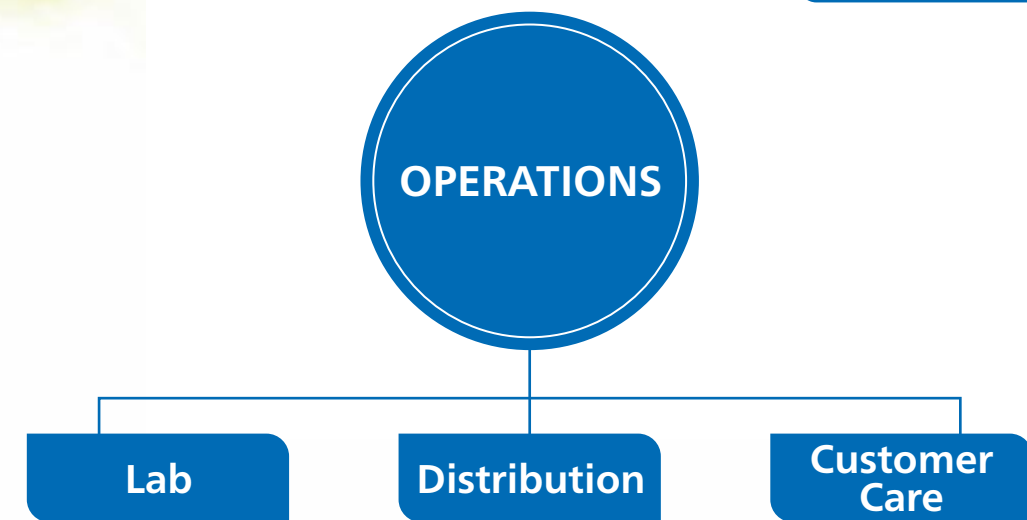 OPERATIONS
Lab
Distribution
Customer
Care